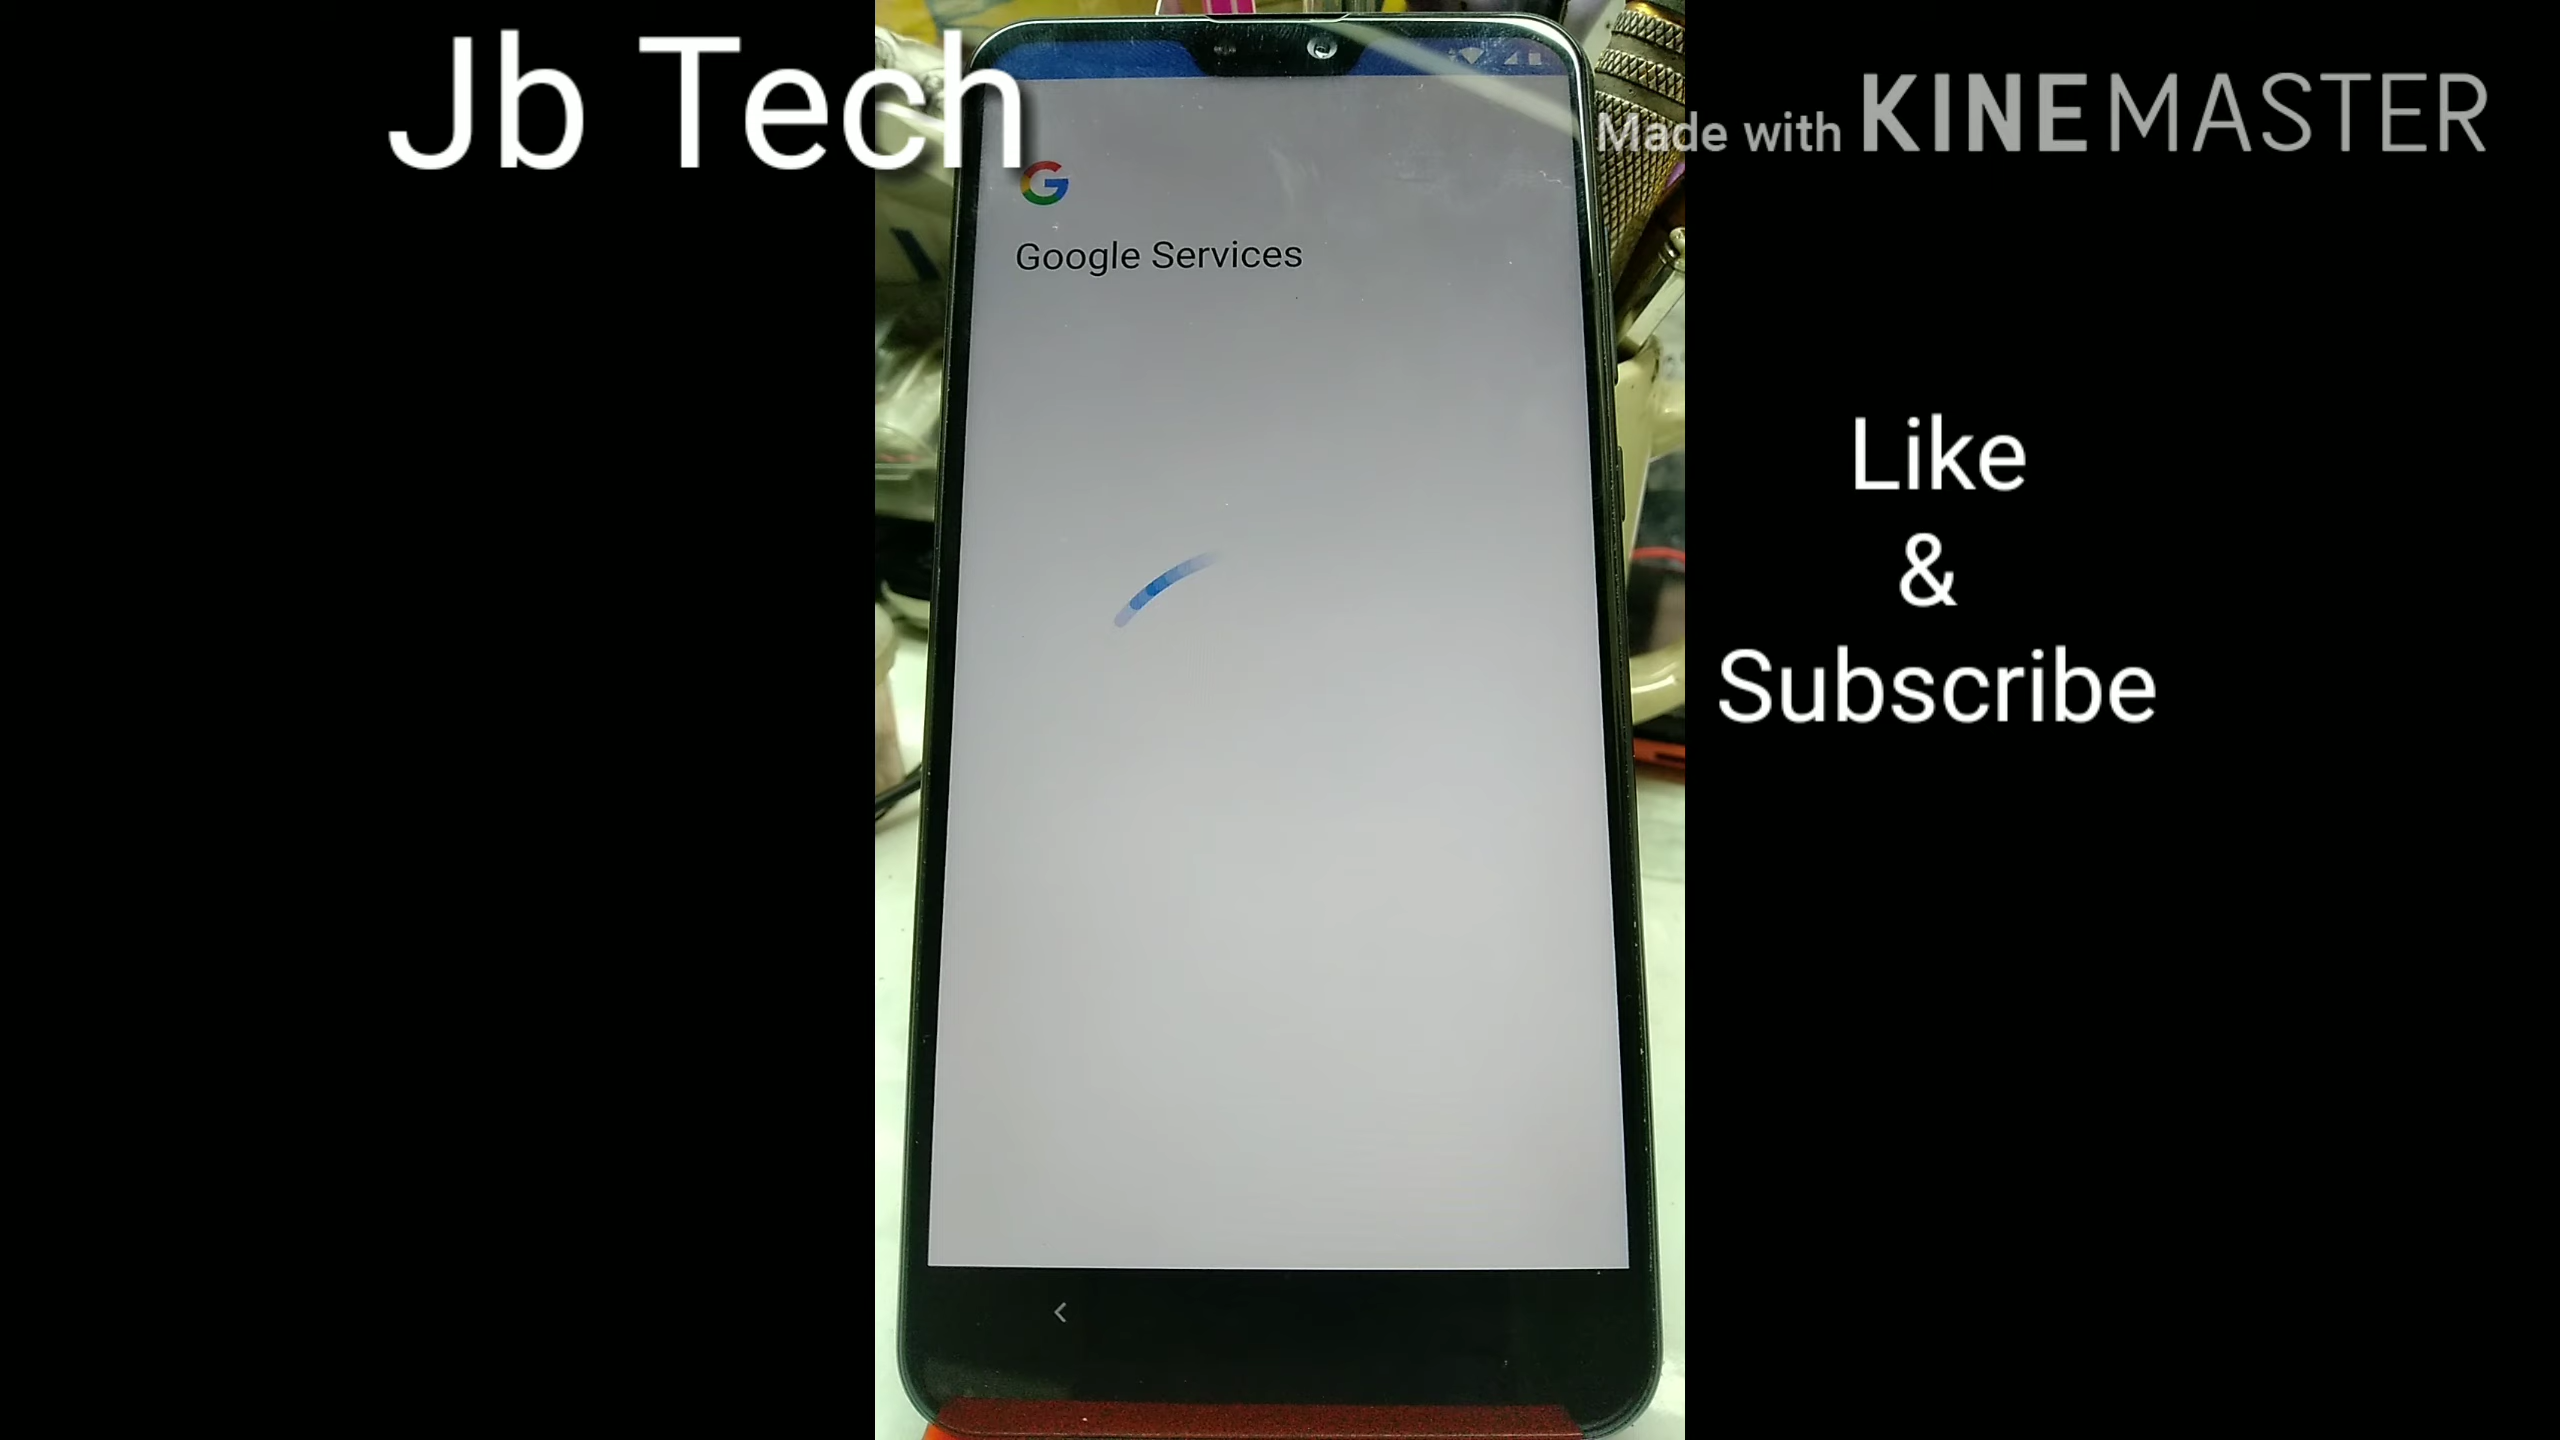 Jb Tech
Made with KINEMASTER
G
Google Services
Like
&
Subscribe